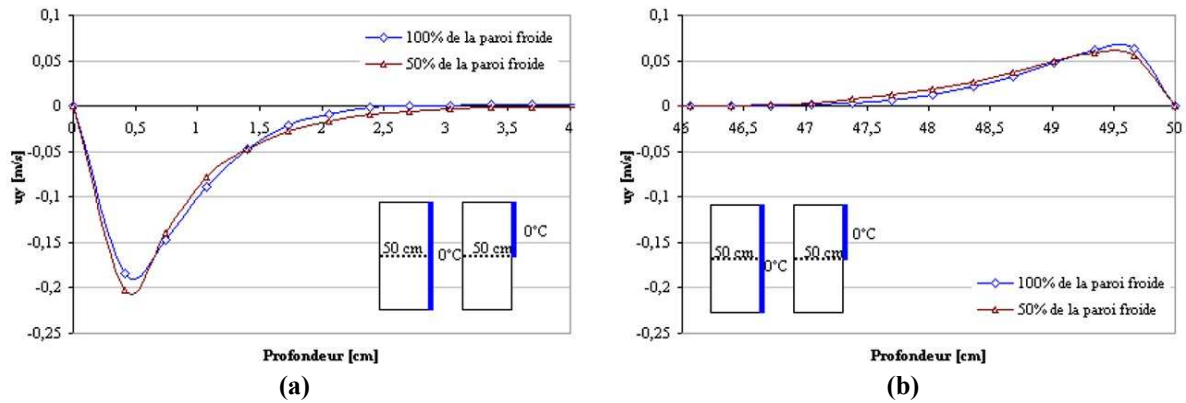 0,1
0,05
0
-0,05
-0,1
-0,15
-0,2
-0,25
uy [m/s]
100% de la paroi froide
50% de la paroi froide
0 0,5 1 1,5 2 2,5 3 3,5 4
50 cm
0°C
50 cm
0°C
Profondeur [cm]
(a)
0,1
0,05
0
-0,05
-0,1
-0,15
-0,2
-0,25
uy [m/s]
46,5 47 47,5 48 48,5 49 49,5 50
50 cm
0°C
50 cm
0°C
100% de la paroi froide
50% de la paroi froide
Profondeur [cm]
(b)